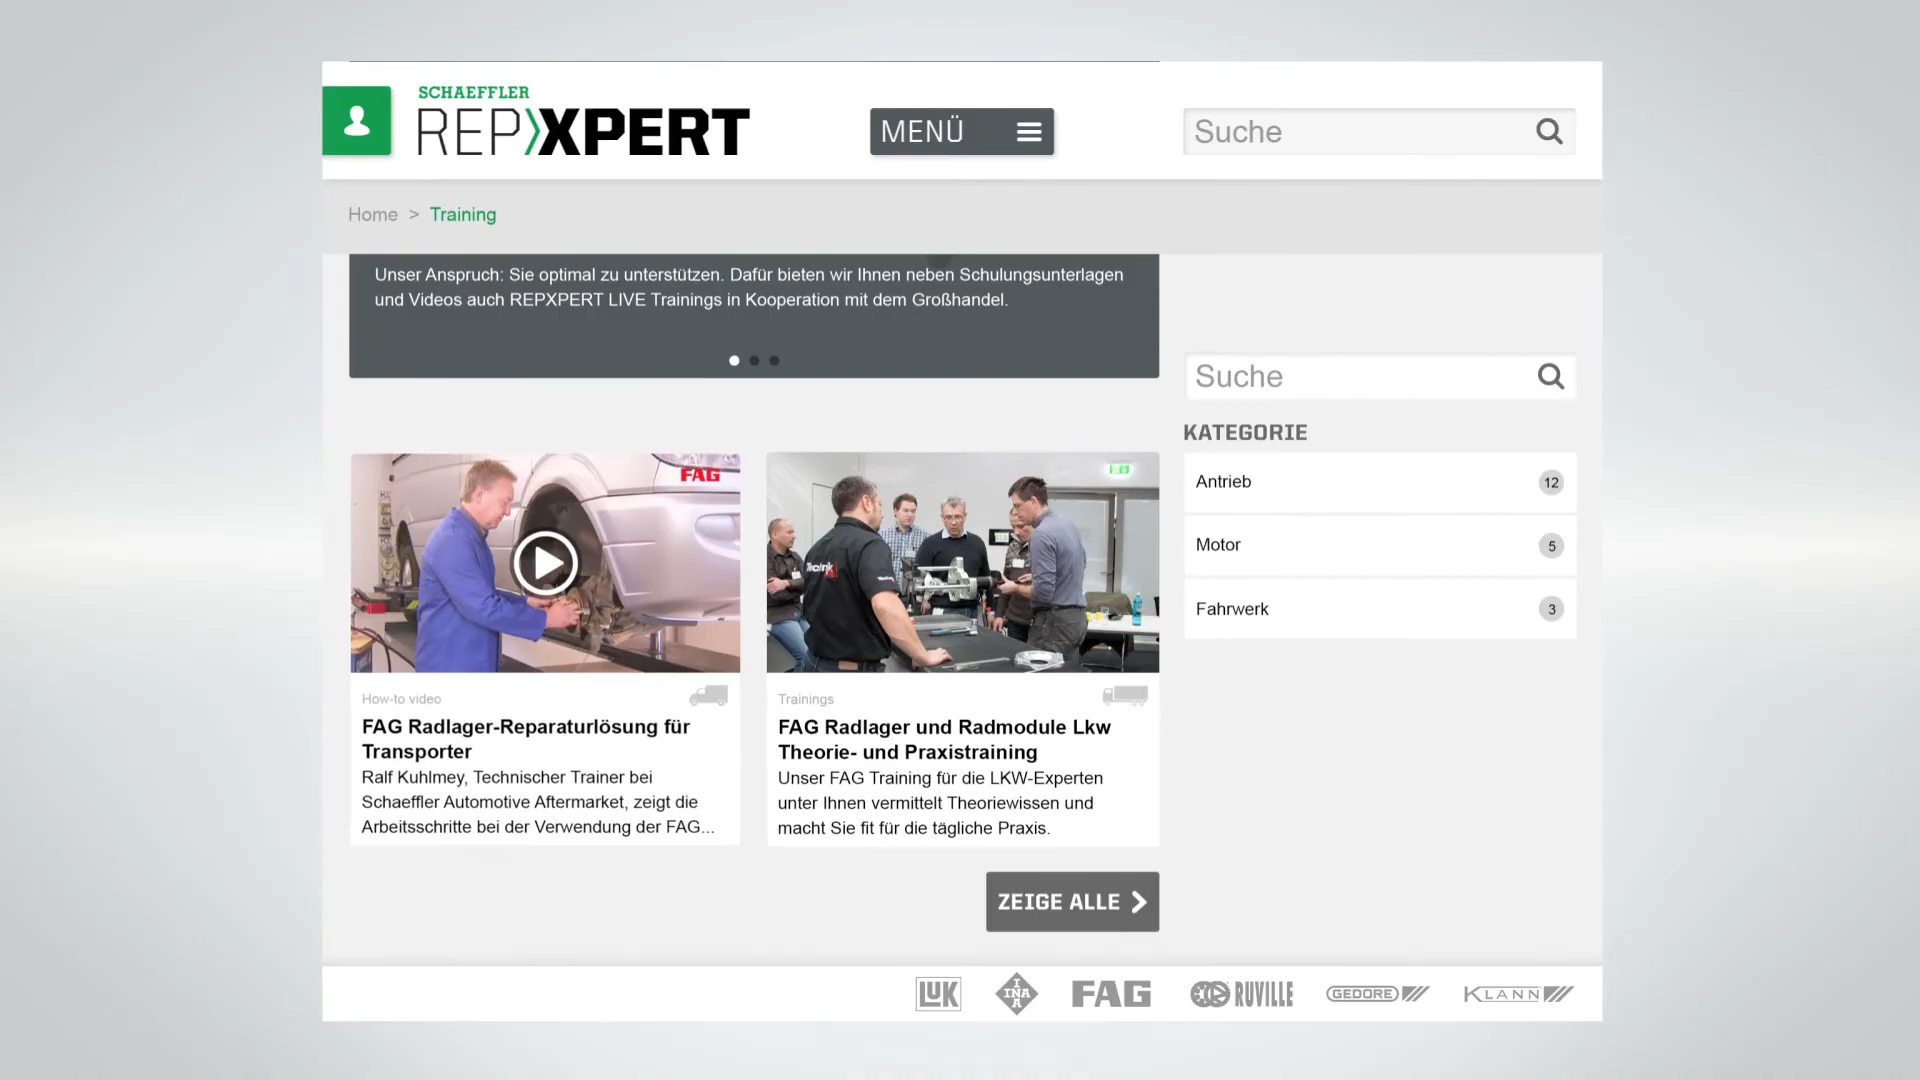 SCHAEFFLER
REPXPERT
MENÜ
Suche
Home > Training
Unser Anspruch: Sie optimal zu unterstützen. Dafür bieten wir Ihnen neben Schulungsunterlagen
und Videos auch REPXPERT LIVE Trainings in Kooperation mit dem Großhandel.
Suche
KATEGORIE
Antrieb 12
Motor 5
Fahrwerk 3
FAG
Technik
How-to video
FAG Radlager-Reparaturlösung für
Transporter
Ralf Kuhlmey, Technischer Trainer bei
Schaeffler Automotive Aftermarket, zeigt die
Arbeitsschritte bei der Verwendung der FAG...
Trainings
FAG Radlager und Radmodule Lkw
Theorie- und Praxistraining
Unser FAG Training für die LKW-Experten
unter Ihnen vermittelt Theoriewissen und
macht Sie fit für die tägliche Praxis.
ZEIGE ALLE
LUK
INA
FAG
RUVILLE
GEDORE
KLANN